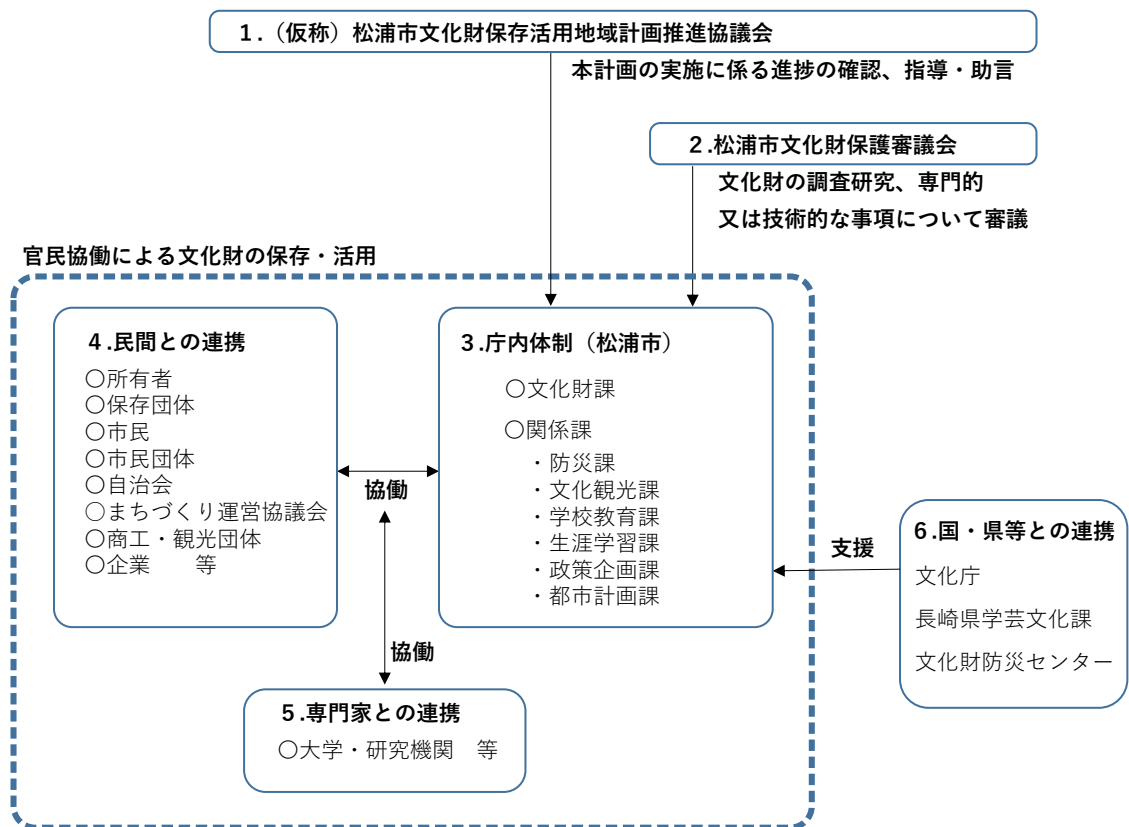 １.（仮称）松浦市文化財保存活用地域計画推進協議会
本計画の実施に係る進捗の確認、指導・助言
２.松浦市文化財保護審議会
文化財の調査研究、専門的
又は技術的な事項について審議
官民協働による文化財の保存・活用
４.民間との連携
〇所有者
〇保存団体
〇市民
〇市民団体
〇自治会
〇まちづくり運営協議会
〇商工・観光団体
〇企業　　等
３.庁内体制（松浦市）
〇文化財課
〇関係課
・防災課
・文化観光課
・学校教育課
・生涯学習課
・政策企画課
・都市計画課
協働
協働
５.専門家との連携
〇大学・研究機関　等
支援
６.国・県等との連携
文化庁
長崎県学芸文化課
文化財防災センター